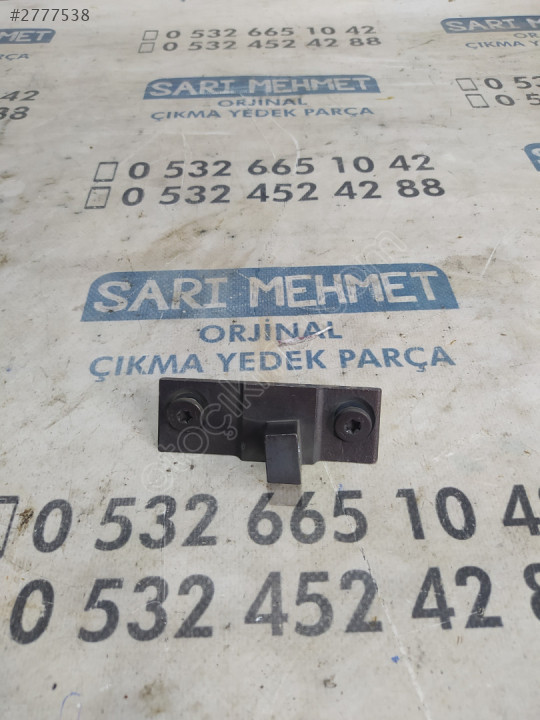 #2777538
0 532 665 10 42
0 532 452 42 88
SARI MEHMET
ORJİNAL
ÇIKMA YEDEK PARÇA
0 532 665 10 42
0 532 452 42 88
SARI MEHMET
ORJİNAL
ÇIKMA YEDEK PARÇA
0 532 665 10 4
0 532 452 42 8